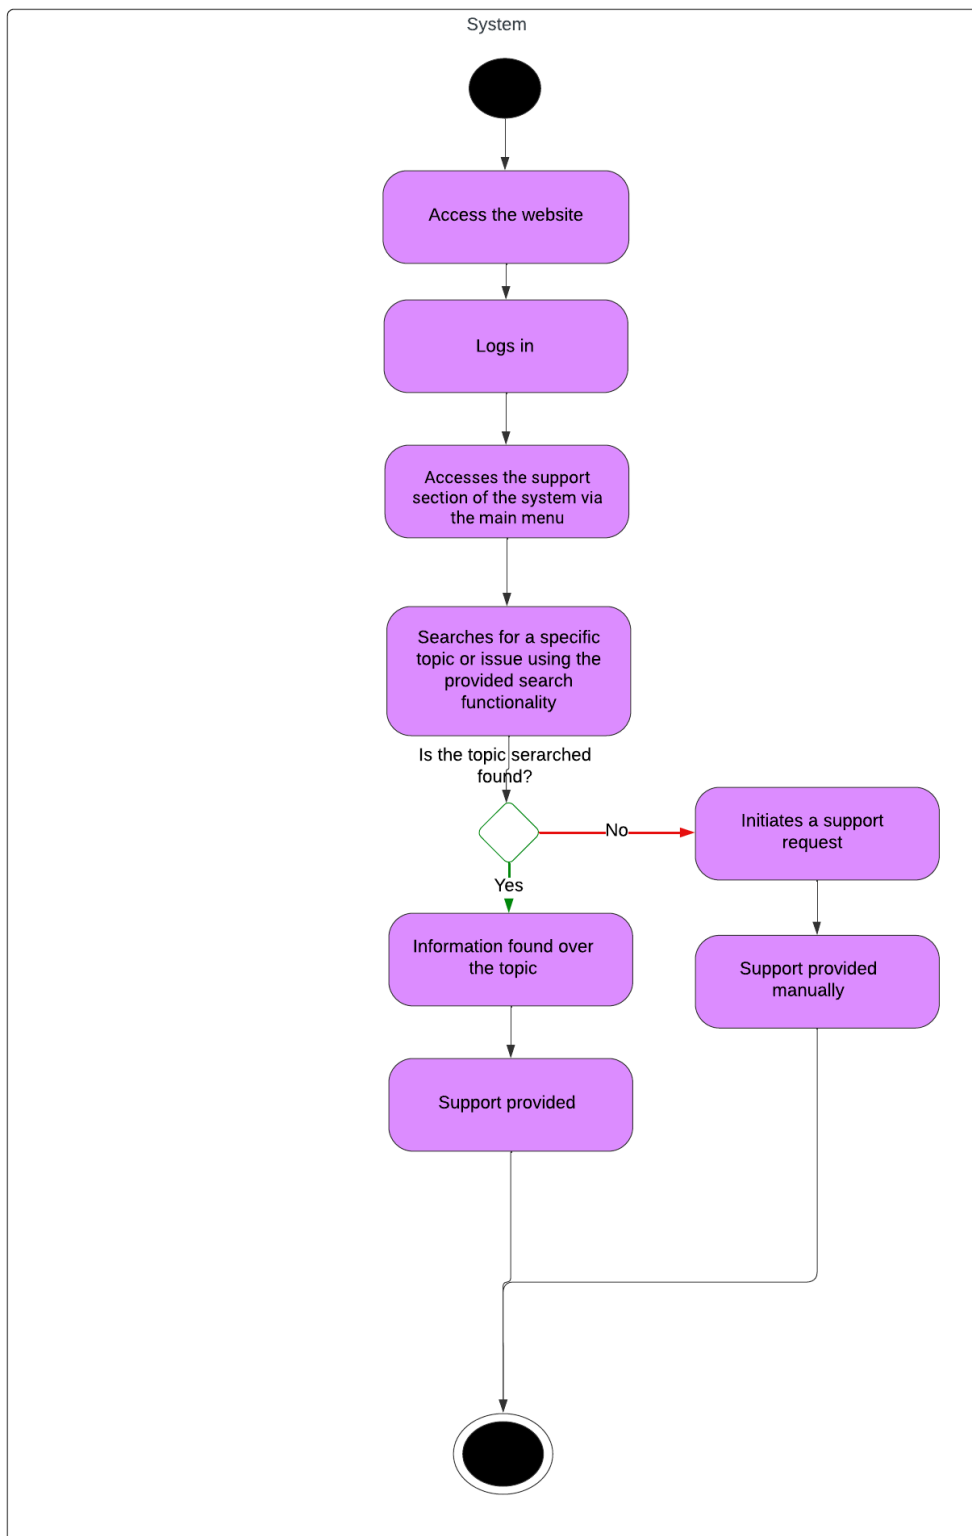 System
Access the website
Logs in
Accesses the support
section of the system via
the main menu
Searches for a specific
topic or issue using the
provided search
functionality
Is the topic serarched
found?
No
Initiates a support
request
Yes
Information found over
the topic
Support provided
manually
Support provided